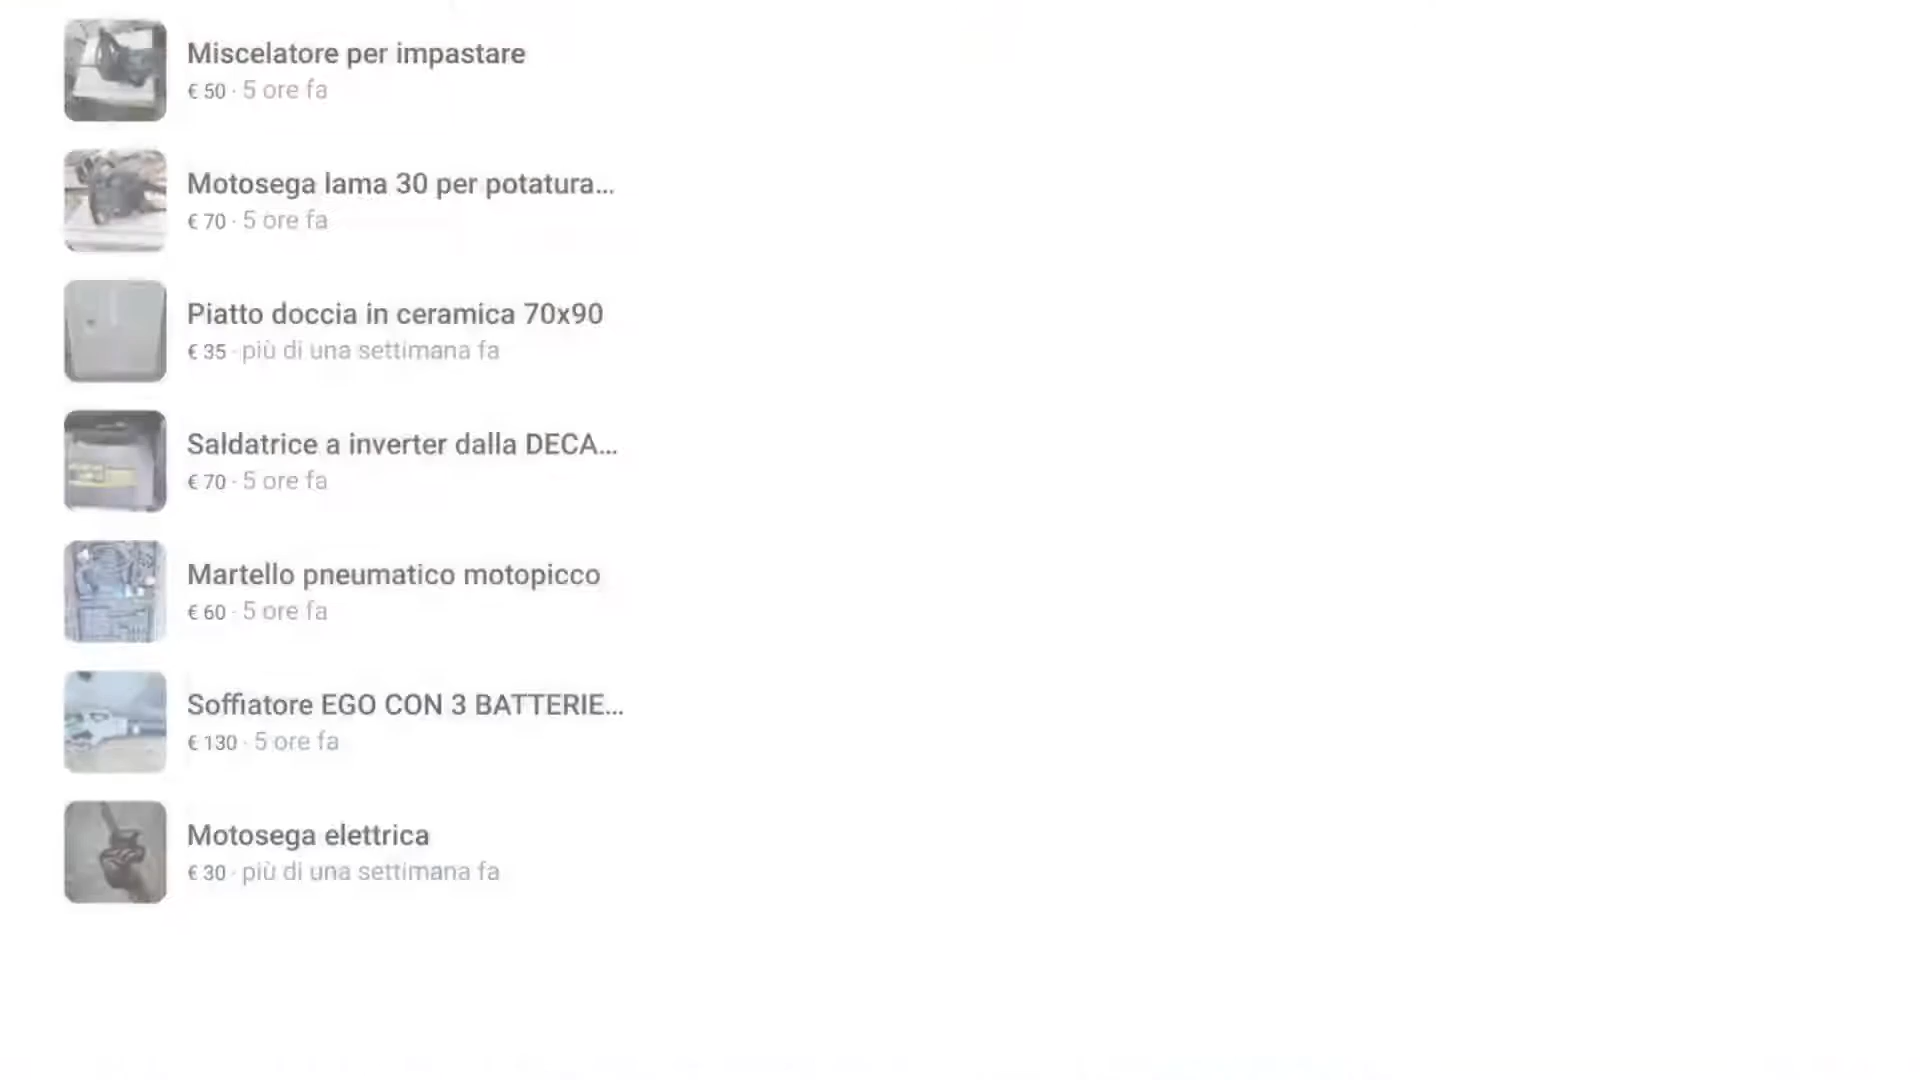 Miscelatore per impastare
€ 50 · 5 ore fa
Motosega lama 30 per potatura...
€ 70 · 5 ore fa
Piatto doccia in ceramica 70x90
€ 35 · più di una settimana fa
Saldatrice a inverter dalla DECA...
€ 70 · 5 ore fa
Martello pneumatico motopicco
€ 60 · 5 ore fa
Soffiatore EGO CON 3 BATTERIE...
€ 130 · 5 ore fa
Motosega elettrica
€ 30 · più di una settimana fa